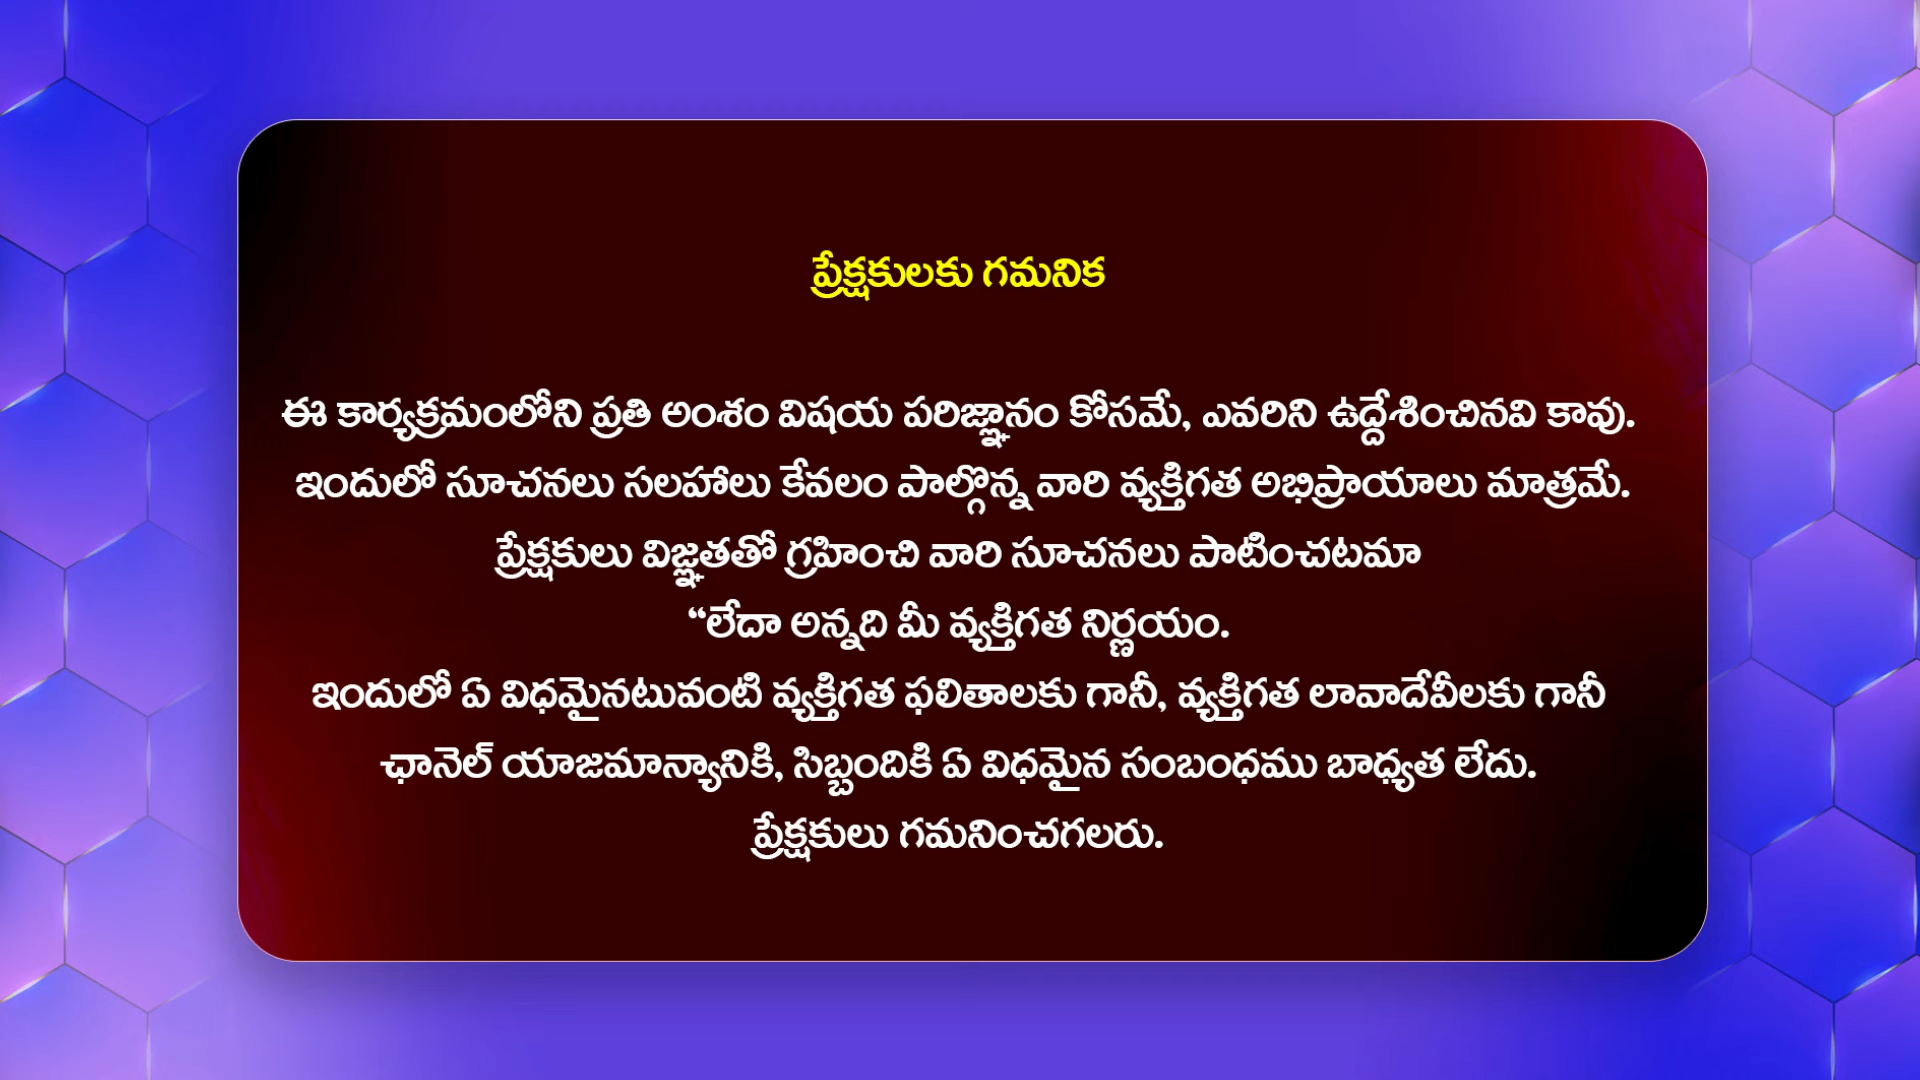 ప్రేక్షకులకు గమనిక
ఈ కార్యక్రమంలోని ప్రతి అంశం విషయ పరిజ్ఞానం కోసమే, ఎవరిని ఉద్దేశించినవి కావు.
ఇందులో సూచనలు సలహాలు కేవలం పాల్గొన్న వారి వ్యక్తిగత అభిప్రాయాలు మాత్రమే.
ప్రేక్షకులు విజ్ఞతతో గ్రహించి వారి సూచనలు పాటించటమా
“లేదా అన్నది మీ వ్యక్తిగత నిర్ణయం.
ఇందులో ఏ విధమైనటువంటి వ్యక్తిగత ఫలితాలకు గానీ, వ్యక్తిగత లావాదేవీలకు గానీ
ఛానెల్ యాజమాన్యానికి, సిబ్బందికి ఏ విధమైన సంబంధము బాధ్యత లేదు.
ప్రేక్షకులు గమనించగలరు.